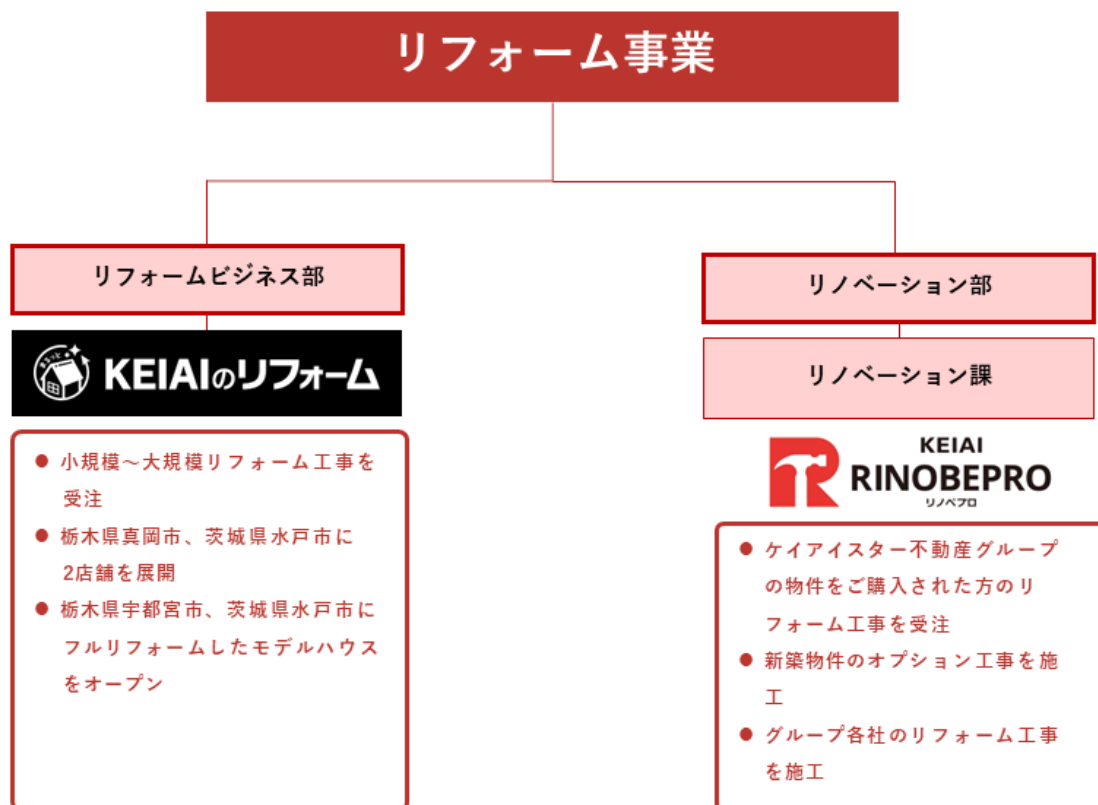 リフォーム事業
リフォームビジネス部
まるっと
KEIAIのリフォーム
● 小規模～大規模リフォーム工事を
受注
● 栃木県真岡市、茨城県水戸市に
2店舗を展開
● 栃木県宇都宮市、茨城県水戸市に
フルリフォームしたモデルハウス
をオープン
リノベーション部
リノベーション課
KEIAI
RINOBEPRO
リノベプロ
● ケイアイスター不動産グループ
の物件をご購入された方のリ
フォーム工事を受注
● 新築物件のオプション工事を施
工
● グループ各社のリフォーム工事
を施工